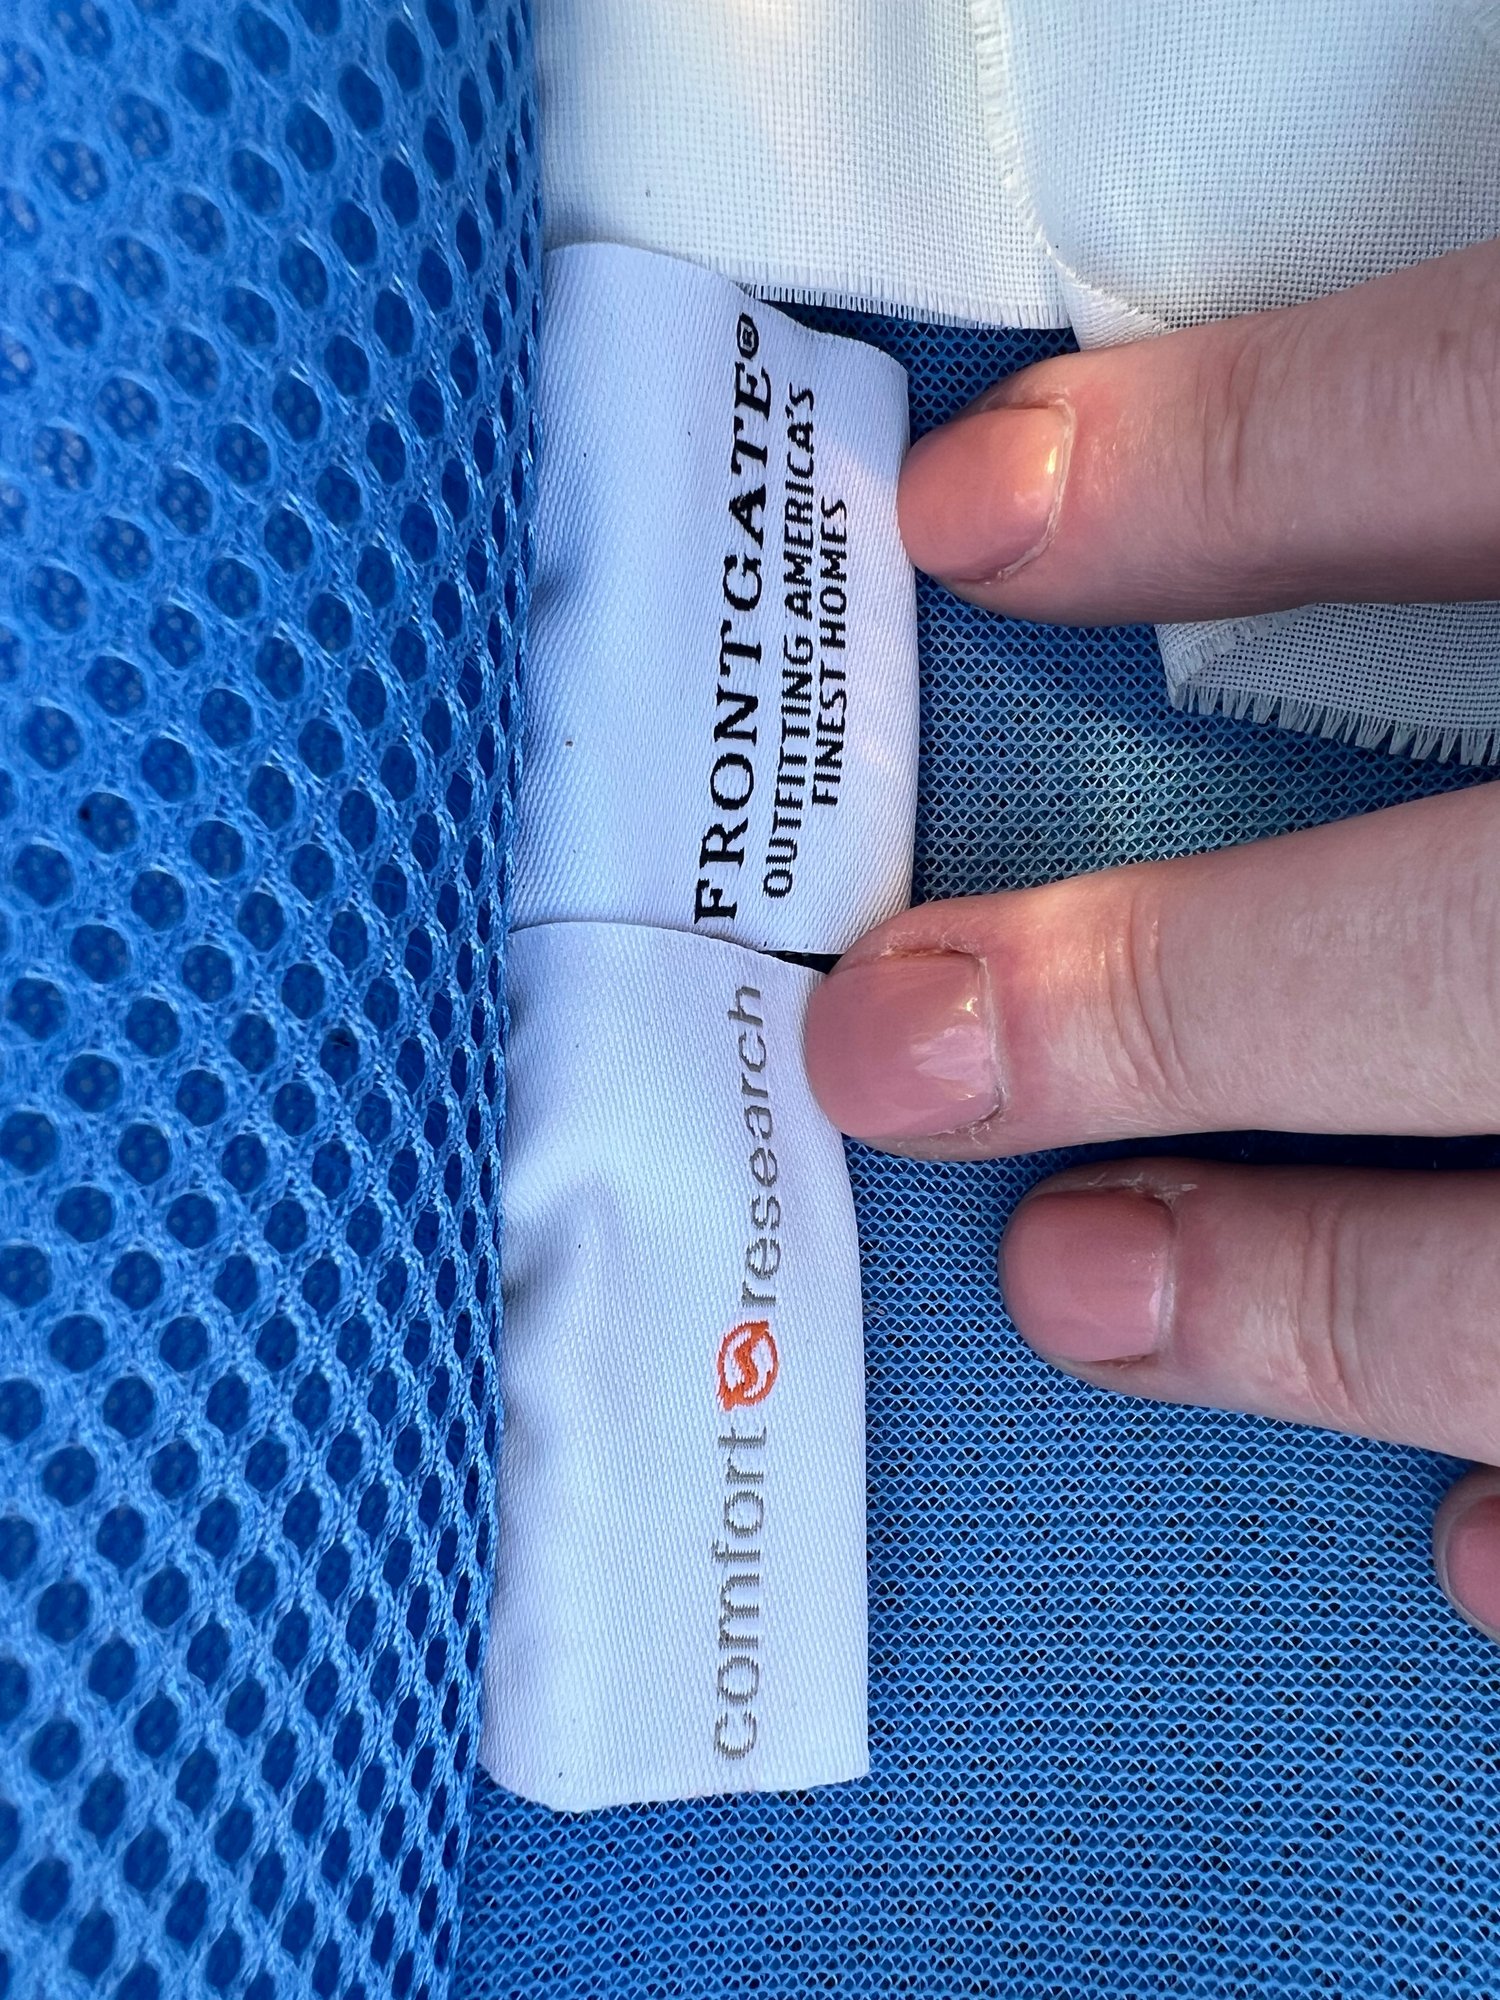 FRONTGATE®
OUTFITTING AMERICA'S
FINEST HOMES
comfort research